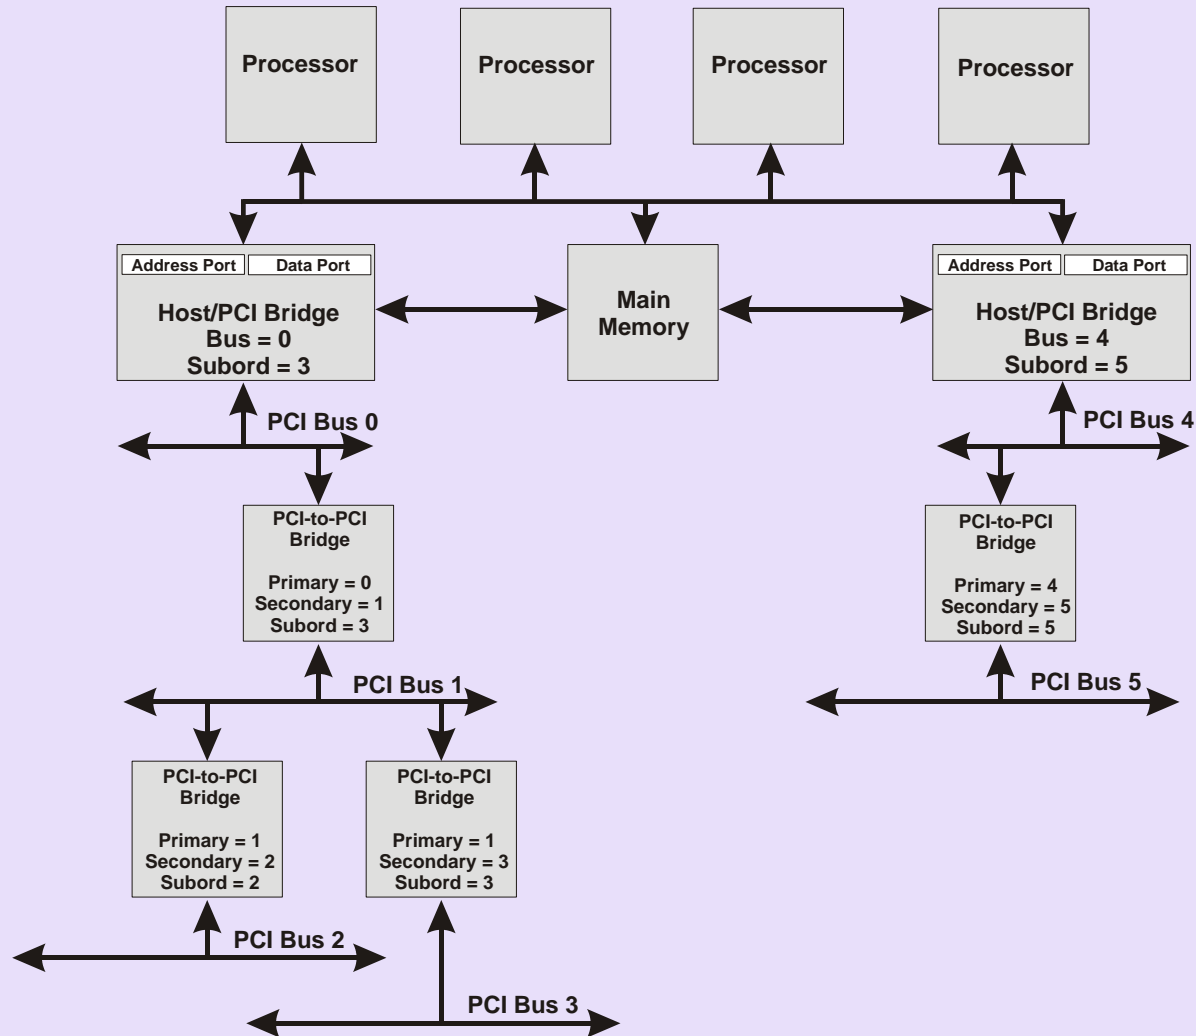 Processor
Processor
Processor
Processor
Address Port
Data Port
Host/PCI Bridge
Bus = 0
Subord = 3
Main
Memory
Address Port
Data Port
Host/PCI Bridge
Bus = 4
Subord = 5
PCI Bus 0
PCI Bus 4
PCI-to-PCI
Bridge
Primary = 0
Secondary = 1
Subord = 3
PCI-to-PCI
Bridge
Primary = 4
Secondary = 5
Subord = 5
PCI Bus 1
PCI Bus 5
PCI-to-PCI
Bridge
Primary = 1
Secondary = 2
Subord = 2
PCI-to-PCI
Bridge
Primary = 1
Secondary = 3
Subord = 3
PCI Bus 2
PCI Bus 3